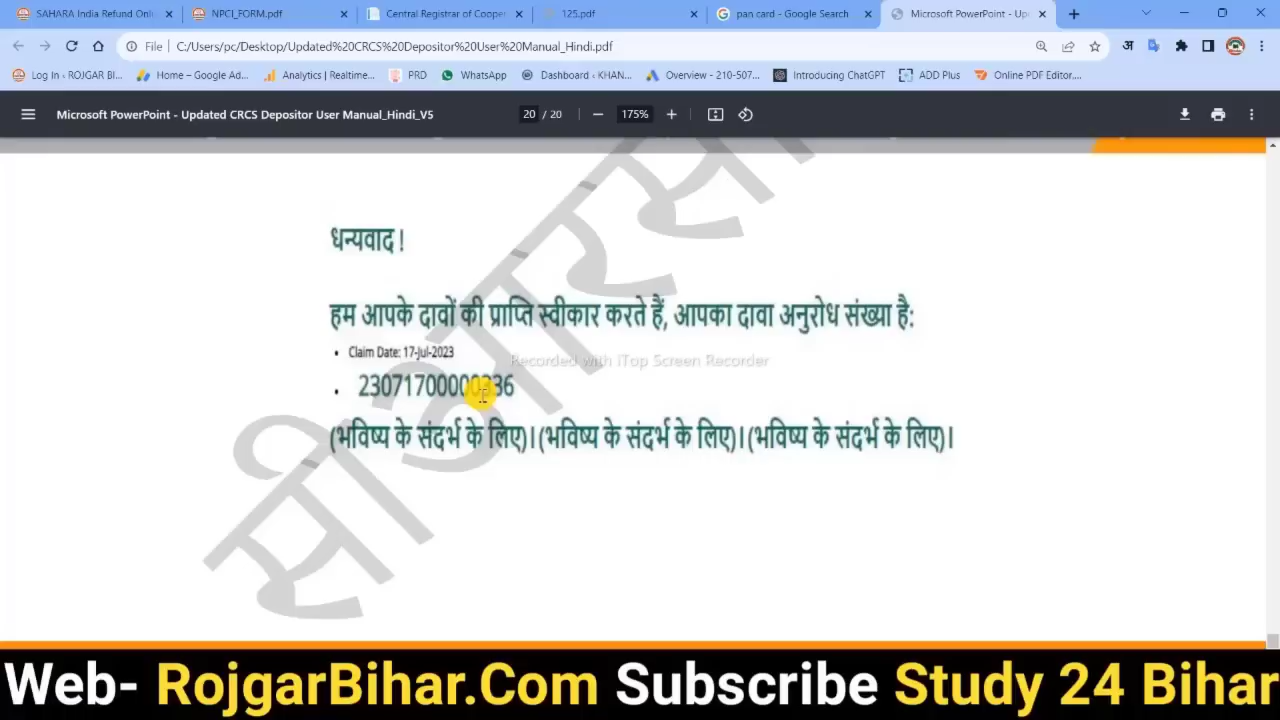 SAHARA India Refund Onli
NPCI_FORM.pdf
Central Registrar of Cooper
125.pdf
pan card - Google Search
Microsoft PowerPoint - Upd
File
C:/Users/pc/Desktop/Updated%20CRCS%20Depositor%20User%20Manual_Hindi.pdf
Log In ‹ ROJGAR BI...
Home – Google Ad...
Analytics | Realtime...
PRD
WhatsApp
Dashboard ‹ KHAN...
Overview - 210-507...
Introducing ChatGPT
ADD Plus
Online PDF Editor....
Microsoft PowerPoint - Updated CRCS Depositor User Manual_Hindi_V5
20 / 20
175%
धन्यवाद !
हम आपके दावों की प्राप्ति स्वीकार करते हैं, आपका दावा अनुरोध संख्या है:
• Claim Date: 17-Jul-2023
Recorded with iTop Screen Recorder
• 23071700000336
(भविष्य के संदर्भ के लिए)। (भविष्य के संदर्भ के लिए)। (भविष्य के संदर्भ के लिए)।
सीआरस
Web- RojgarBihar.Com Subscribe Study 24 Bihar